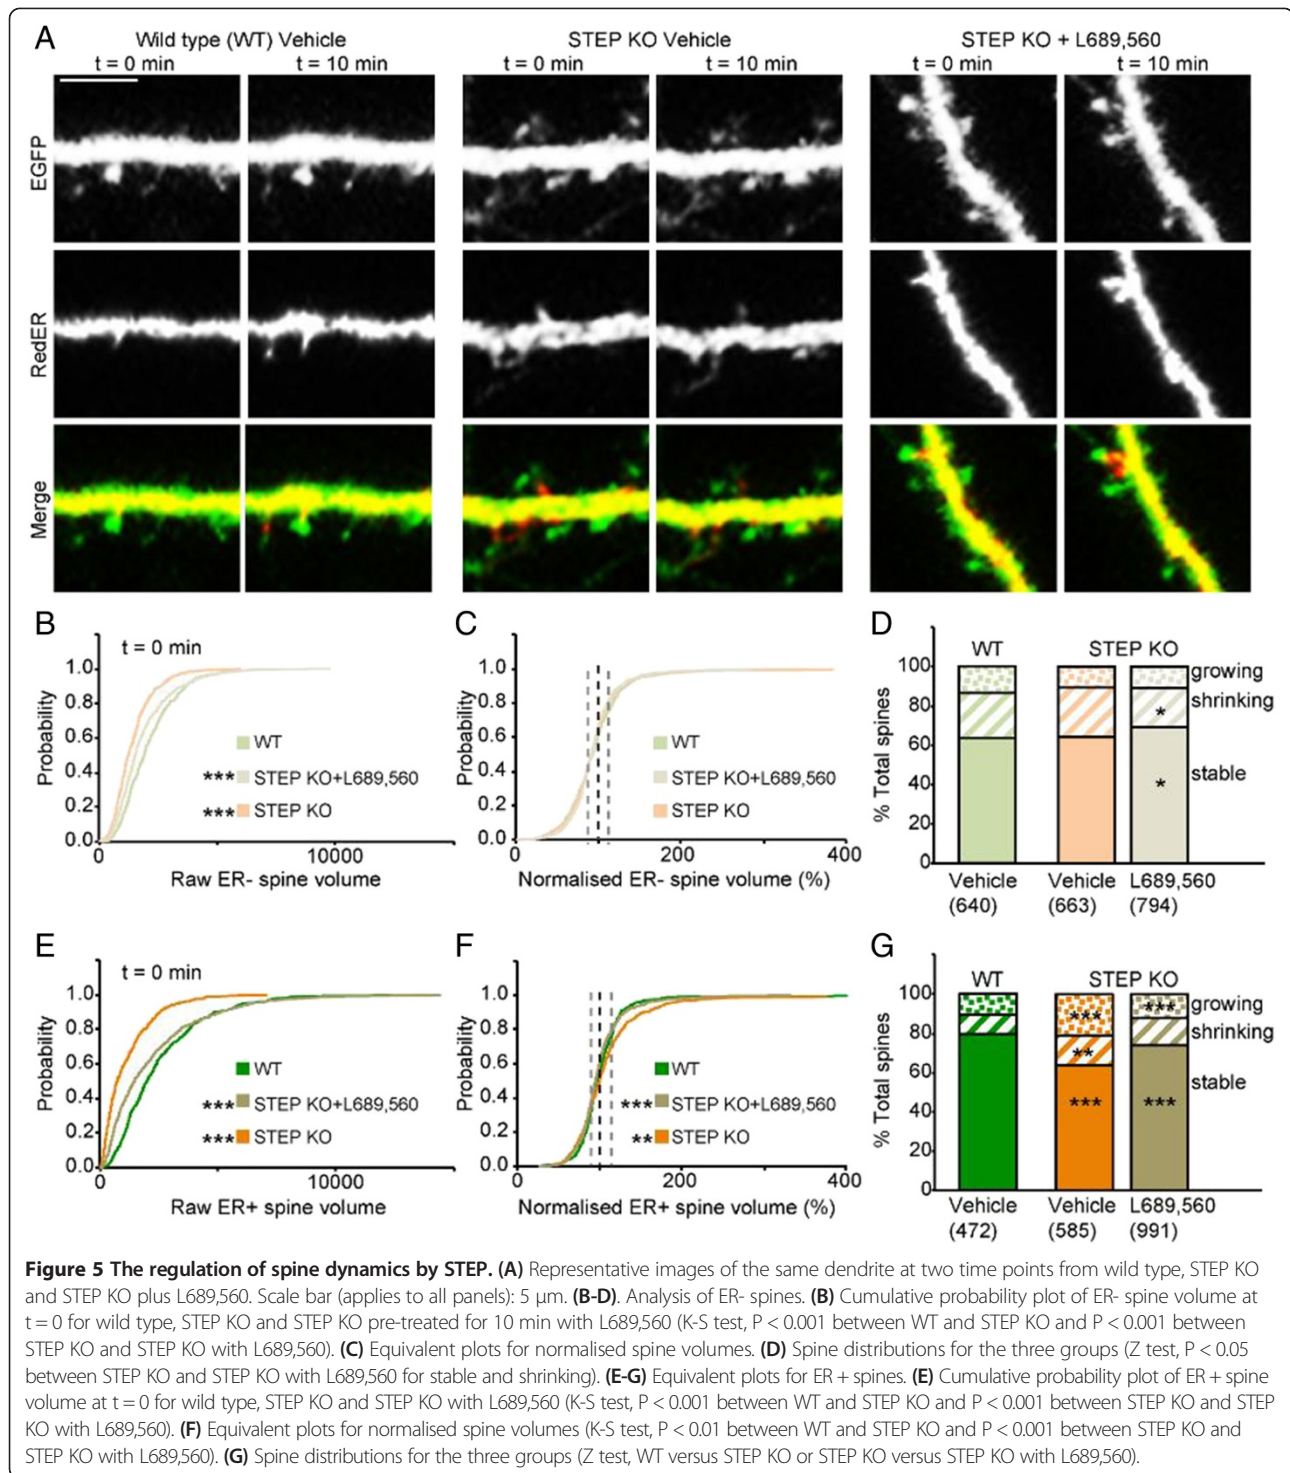 A
Wild type (WT) Vehicle
STEP KO Vehicle
STEP KO + L689,560
t = 0 min
t = 10 min
t = 0 min
t = 10 min
t = 0 min
t = 10 min
EGFP
RedER
Merge
B
t = 0 min
Probability
1.0
0.8
0.6
0.4
0.2
0.0
WT
*** STEP KO+L689,560
*** STEP KO
0
10000
Raw ER- spine volume
C
Probability
1.0
0.8
0.6
0.4
0.2
0.0
WT
STEP KO+L689,560
STEP KO
0
200
400
Normalised ER- spine volume (%)
D
WT
STEP KO
% Total spines
100
80
60
40
20
0
growing
shrinking
*
stable
*
Vehicle
(640)
Vehicle
(663)
L689,560
(794)
E
t = 0 min
Probability
1.0
0.8
0.6
0.4
0.2
0.0
WT
*** STEP KO+L689,560
*** STEP KO
0
10000
Raw ER+ spine volume
F
Probability
1.0
0.8
0.6
0.4
0.2
0.0
WT
*** STEP KO+L689,560
** STEP KO
0
200
400
Normalised ER+ spine volume (%)
G
WT
STEP KO
% Total spines
100
80
60
40
20
0
*** *** growing
** shrinking
stable
*** ***
Vehicle
(472)
Vehicle
(585)
L689,560
(991)
Figure 5 The regulation of spine dynamics by STEP. (A) Representative images of the same dendrite at two time points from wild type, STEP KO
and STEP KO plus L689,560. Scale bar (applies to all panels): 5 μm. (B-D). Analysis of ER- spines. (B) Cumulative probability plot of ER- spine volume at
t = 0 for wild type, STEP KO and STEP KO pre-treated for 10 min with L689,560 (K-S test, P < 0.001 between WT and STEP KO and P < 0.001 between
STEP KO and STEP KO with L689,560). (C) Equivalent plots for normalised spine volumes. (D) Spine distributions for the three groups (Z test, P < 0.05
between STEP KO and STEP KO with L689,560 for stable and shrinking). (E-G) Equivalent plots for ER + spines. (E) Cumulative probability plot of ER + spine
volume at t = 0 for wild type, STEP KO and STEP KO with L689,560 (K-S test, P < 0.001 between WT and STEP KO and P < 0.001 between STEP KO and STEP
KO with L689,560). (F) Equivalent plots for normalised spine volumes (K-S test, P < 0.01 between WT and STEP KO and P < 0.001 between STEP KO and
STEP KO with L689,560). (G) Spine distributions for the three groups (Z test, WT versus STEP KO or STEP KO versus STEP KO with L689,560).